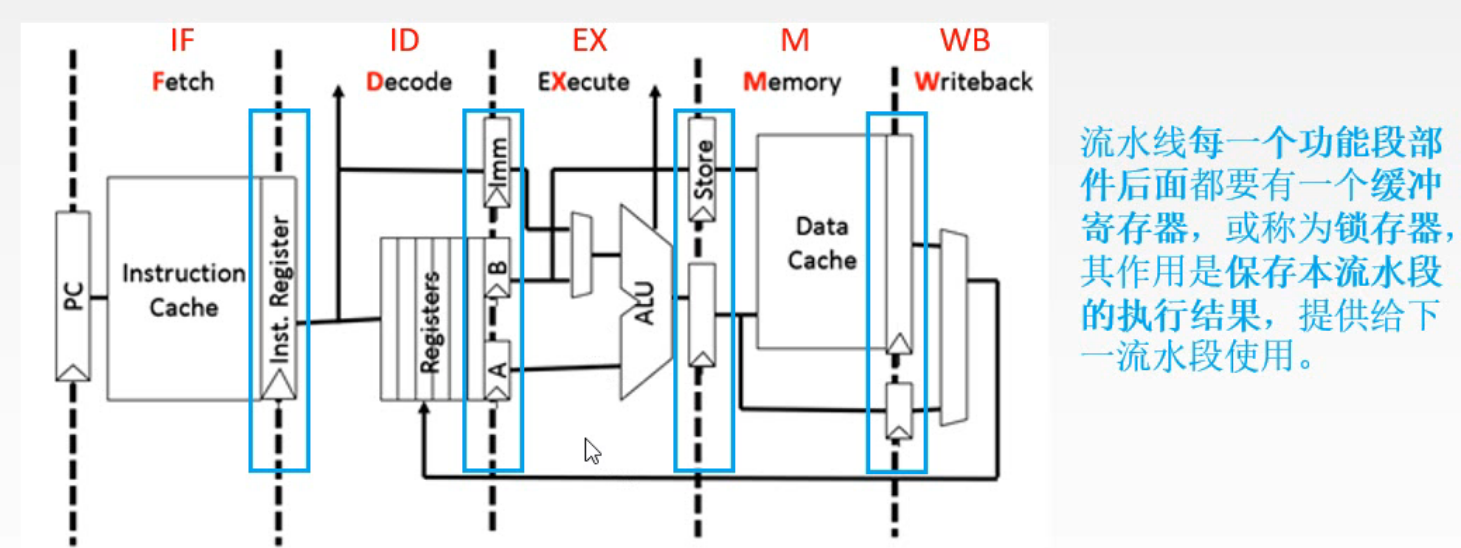 IF
ID
EX
M
WB
Fetch
Decode
EXecute
Memory
Writeback
PC
Instruction
Cache
Inst. Register
Registers
Imm
B
A
ALU
Store
Data
Cache
流水线每一个功能段部
件后面都要有一个缓冲
寄存器，或称为锁存器，
其作用是保存本流水段
的执行结果，提供给下
一流水段使用。